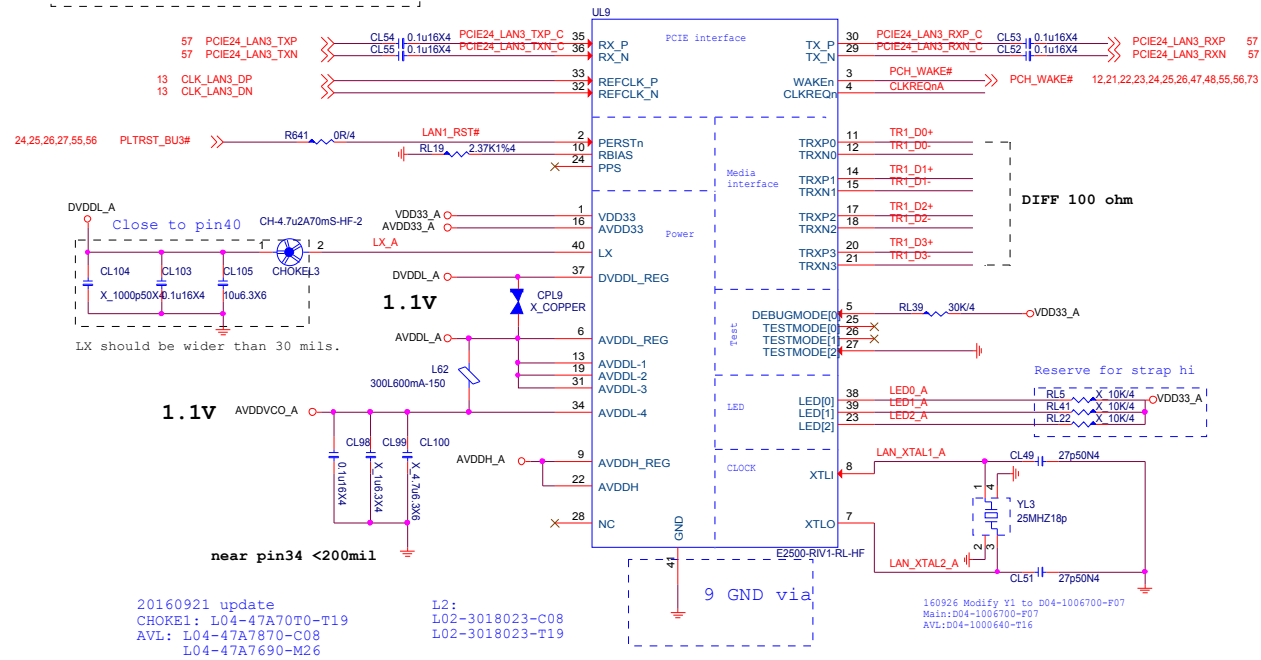 UL9
PCIE interface
57 PCIE24_LAN3_TXP CL54 0.1u16X4 PCIE24_LAN3_TXP_C 35 RX_P
57 PCIE24_LAN3_TXN CL55 0.1u16X4 PCIE24_LAN3_TXN_C 36 RX_N
TX_P 30 PCIE24_LAN3_RXP_C CL53 0.1u16X4 PCIE24_LAN3_RXP 57
TX_N 29 PCIE24_LAN3_RXN_C CL52 0.1u16X4 PCIE24_LAN3_RXN 57
13 CLK_LAN3_DP 33 REFCLK_P
13 CLK_LAN3_DN 32 REFCLK_N
WAKEn 3 PCH_WAKE# PCH_WAKE# 12,21,22,23,24,25,26,47,48,55,56,73
CLKREQn 4 CLKREQnA
24,25,26,27,55,56 PLTRST_BU3# R641 0R/4 LAN1_RST# 2 PERSTn
RL19 2.37K1%4 10 RBIAS
24 PPS
Media
interface
TRXP0 11 TR1_D0+
TRXN0 12 TR1_D0-
TRXP1 14 TR1_D1+
TRXN1 15 TR1_D1-
TRXP2 17 TR1_D2+
TRXN2 18 TR1_D2-
TRXP3 20 TR1_D3+
TRXN3 21 TR1_D3-
DIFF 100 ohm
Power
VDD33_A 1 VDD33
AVDD33_A 16 AVDD33
DVDDL_A
Close to pin40
CH-4.7u2A70mS-HF-2
1 2 LX_A 40 LX
CHOKEL3
CL104
X_1000p50X4
CL103
0.1u16X4
CL105
10u6.3X6
LX should be wider than 30 mils.
DVDDL_A 37 DVDDL_REG
1.1V
CPL9
X_COPPER
AVDDL_A 6 AVDDL_REG
13 AVDDL-1
19 AVDDL-2
31 AVDDL-3
L62
300L600mA-150
1.1V AVDDVCO_A 34 AVDDL-4
0.1u16X4
CL98
X_1u6.3X4
CL99
X_4.7u6.3X6
CL100
AVDDH_A 9 AVDDH_REG
22 AVDDH
28 NC
near pin34 <200mil
Test
DEBUGMODE[0] 5 RL39 30K/4 VDD33_A
TESTMODE[0] 25
TESTMODE[1] 26
TESTMODE[2] 27
Reserve for strap hi
LED
LED[0] 38 LED0_A RL5 X_10K/4 VDD33_A
LED[1] 39 LED1_A RL41 X_10K/4
LED[2] 23 LED2_A RL22 X_10K/4
CLOCK
XTLI 8 LAN_XTAL1_A CL49 27p50N4
1 4
YL3
25MHZ18p
2 3
XTLO 7 LAN_XTAL2_A CL51 27p50N4
GND
41
E2500-RIV1-RL-HF
9 GND via
20160921 update
CHOKE1: L04-47A70T0-T19
AVL: L04-47A7870-C08
L04-47A7690-M26
L2:
L02-3018023-C08
L02-3018023-T19
160926 Modify Y1 to D04-1006700-F07
Main:D04-1006700-F07
AVL:D04-1000640-T16